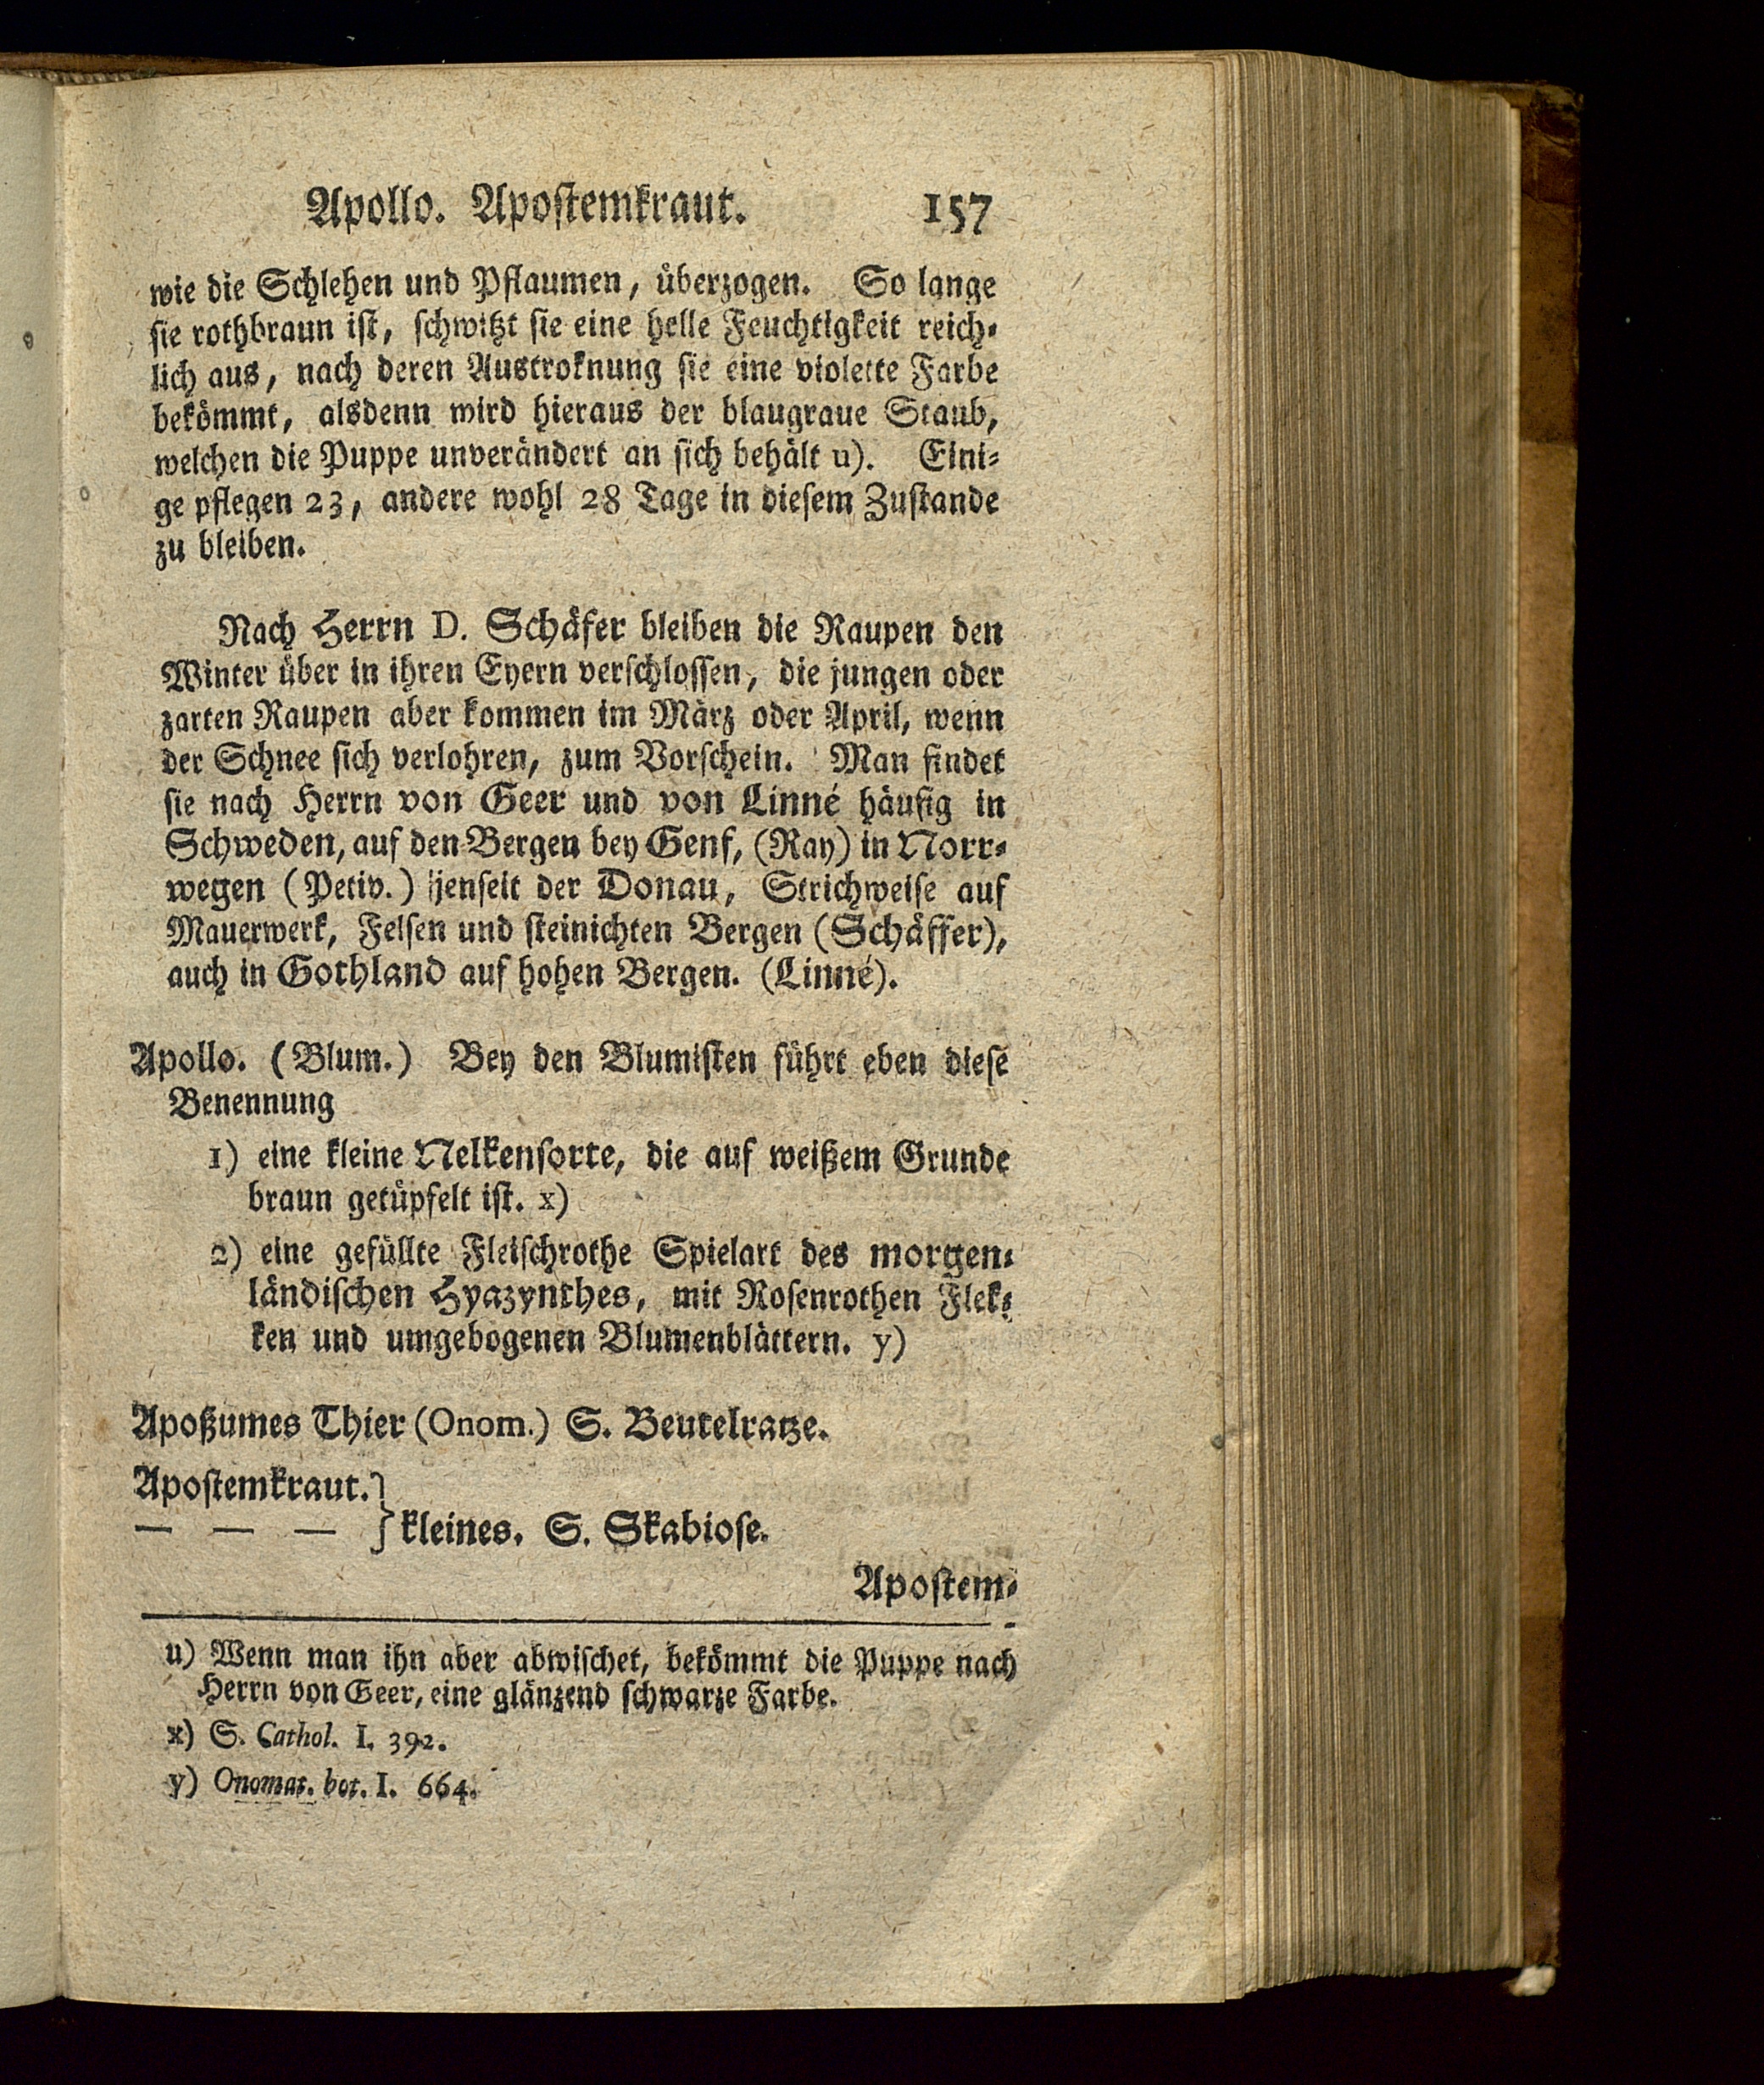 Apollo. Apostemkraut. 157
wie die Schlehen und Pflaumen, überzogen. So lange
sie rothbraun ist, schwitzt sie eine helle Feuchtigkeit reich-
lich aus, nach deren Austroknung sie eine violette Farbe
bekömmt, alsdenn wird hieraus der blaugraue Staub,
welchen die Puppe unverändert an sich behält u). Eini-
ge pflegen 23, andere wohl 28 Tage in diesem Zustande
zu bleiben.
Nach Herrn D. Schäfer bleiben die Raupen den
Winter über in ihren Eyern verschlossen, die jungen oder
zarten Raupen aber kommen im März oder April, wenn
der Schnee sich verlohren, zum Vorschein. Man findet
sie nach Herrn von Geer und von Linné häufig in
Schweden, auf den Bergen bey Genf, (Ray) in Norr-
wegen (Petiv.) jenseit der Donau, Strichweise auf
Mauerwerk, Felsen und steinichten Bergen (Schäffer),
auch in Gothland auf hohen Bergen. (Linné).
Apollo. (Blum.) Bey den Blumisten führt eben diese
Benennung
1) eine kleine Nelkensorte, die auf weißem Grunde
braun getüpfelt ist. x)
2) eine gefüllte Fleischrothe Spielart des morgen-
ländischen Hyazynthes, mit Rosenrothen Flek-
ken und umgebogenen Blumenblättern. y)
Apoßumes Thier (Onom.) S. Beutelratze.
Apostemkraut.}
— — — } kleines. S. Skabiose.
Apostem-
u) Wenn man ihn aber abwischet, bekömmt die Puppe nach
Herrn von Geer, eine glänzend schwarze Farbe.
x) S. Cathol. I. 392.
y) Onomat. bot. I. 664.